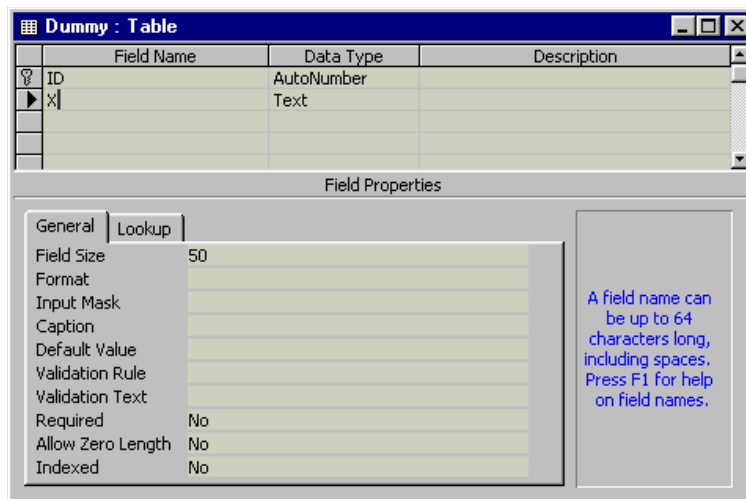 Dummy : Table
Field Name Data Type Description
ID AutoNumber
X Text
Field Properties
General Lookup
Field Size 50
Format
Input Mask
Caption
Default Value
Validation Rule
Validation Text
Required No
Allow Zero Length No
Indexed No
A field name can
be up to 64
characters long,
including spaces.
Press F1 for help
on field names.